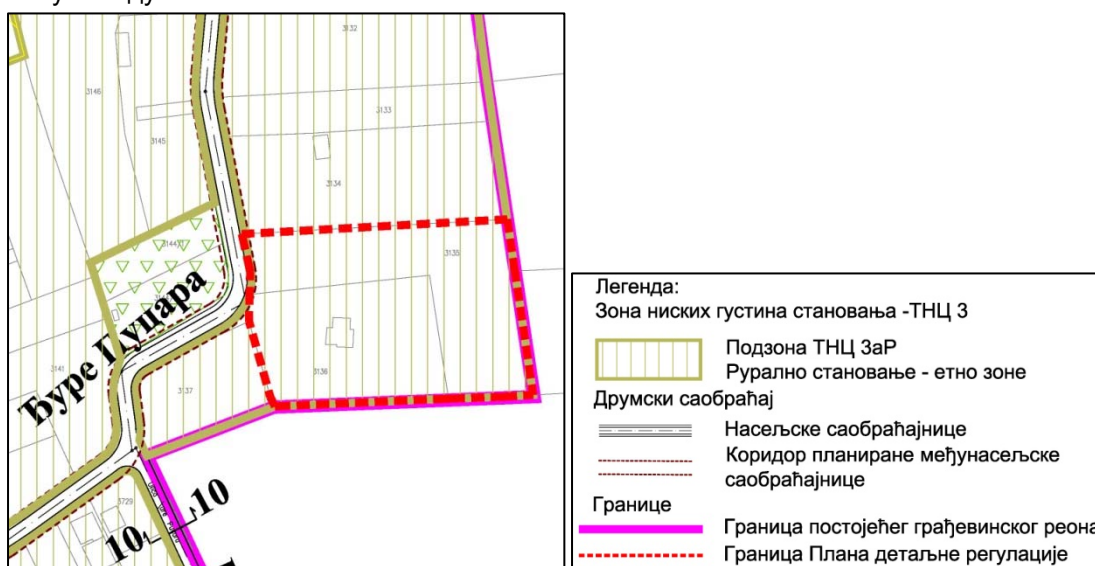 3132
3146
3133
3145
3134
3144
3135
Ђуре Пуцара
3141
3136
3137
3729
10
10
Легенда:
Зона ниских густина становања -ТНЦ 3
Подзона ТНЦ 3аР
Рурално становање - етно зоне
Друмски саобраћај
Насељске саобраћајнице
Коридор планиране међунасељске
саобраћајнице
Границе
Граница постојећег грађевинског реона
Граница Плана детаљне регулације